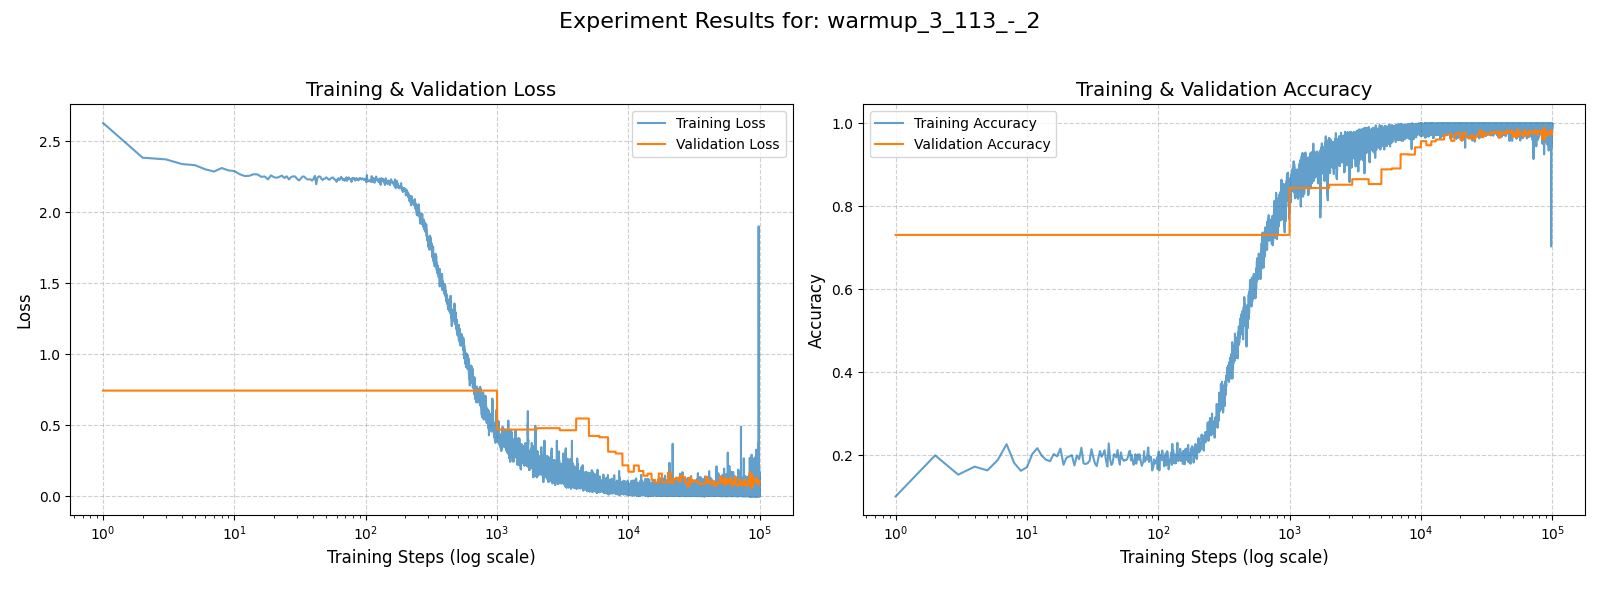 Experiment Results for: warmup_3_113_-_2
Training & Validation Loss
Loss
2.5
2.0
1.5
1.0
0.5
0.0
Training Loss
Validation Loss
10^0
10^1
10^2
10^3
10^4
10^5
Training Steps (log scale)
Training & Validation Accuracy
Accuracy
1.0
0.8
0.6
0.4
0.2
Training Accuracy
Validation Accuracy
10^0
10^1
10^2
10^3
10^4
10^5
Training Steps (log scale)